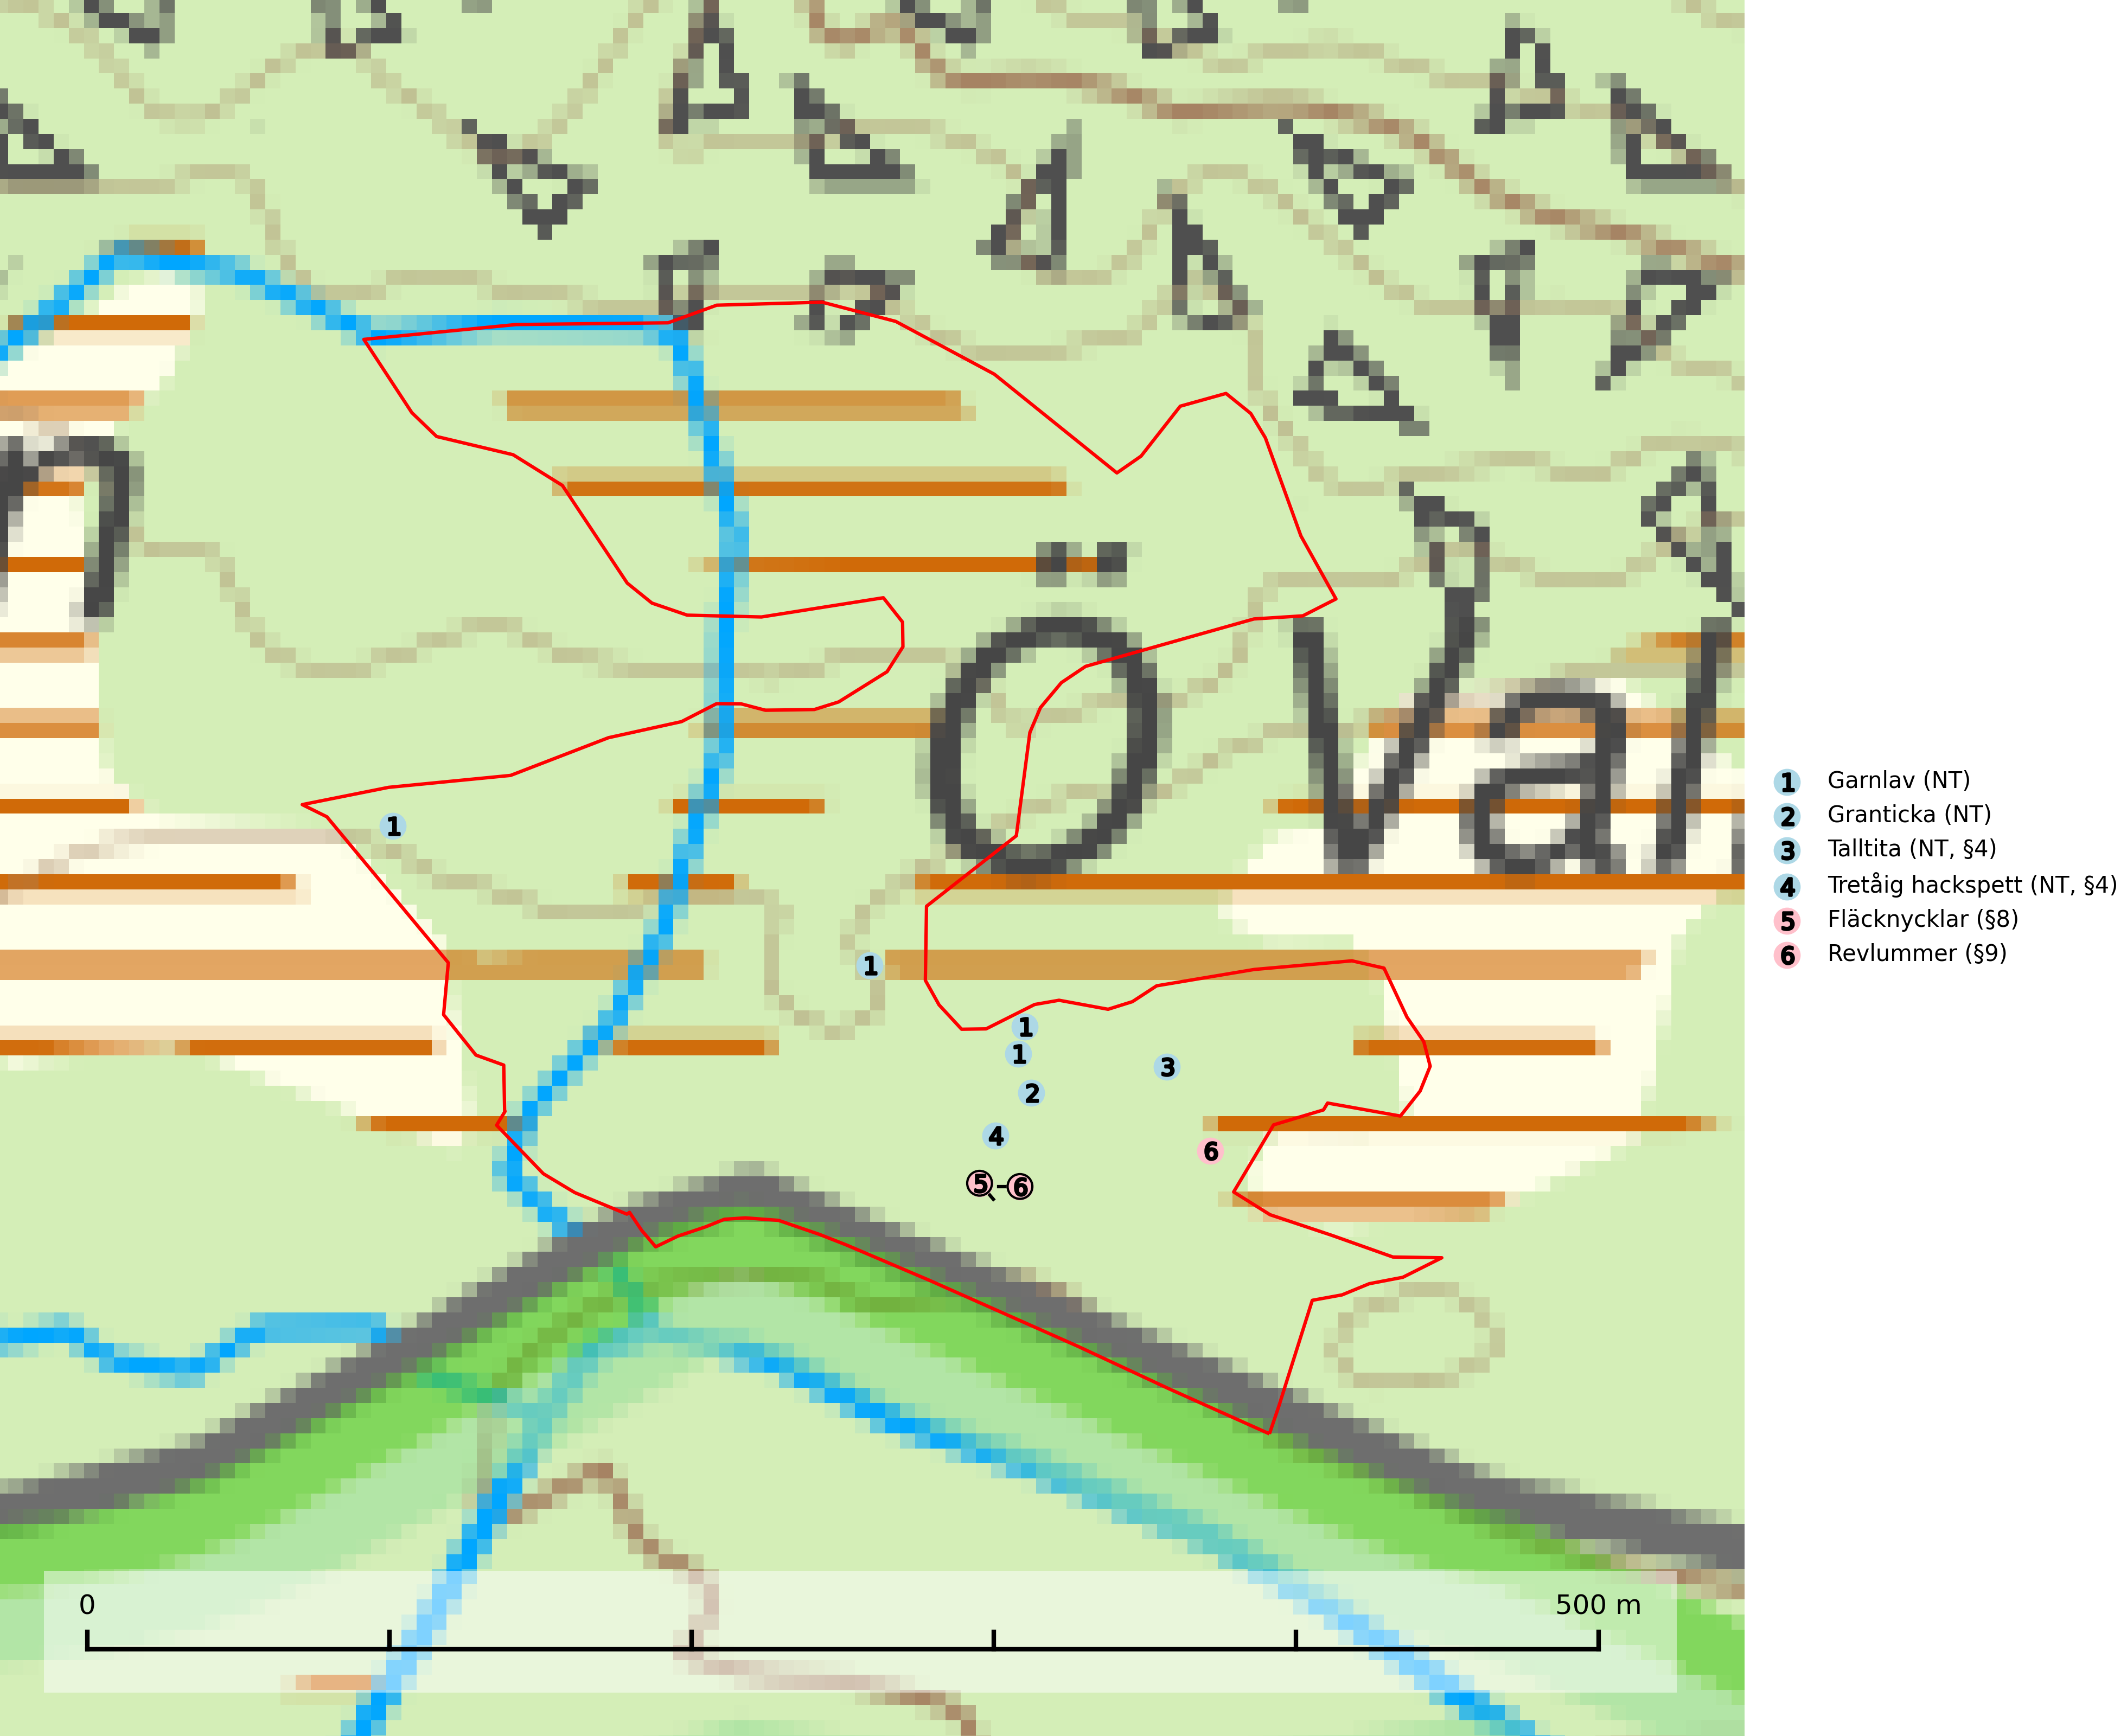 n
Ö Val
1
1
1
1
3
2
4
6
5
6
0
500 m
1 Garnlav (NT)
2 Granticka (NT)
3 Talltita (NT, §4)
4 Tretåig hackspett (NT, §4)
5 Fläcknycklar (§8)
6 Revlummer (§9)